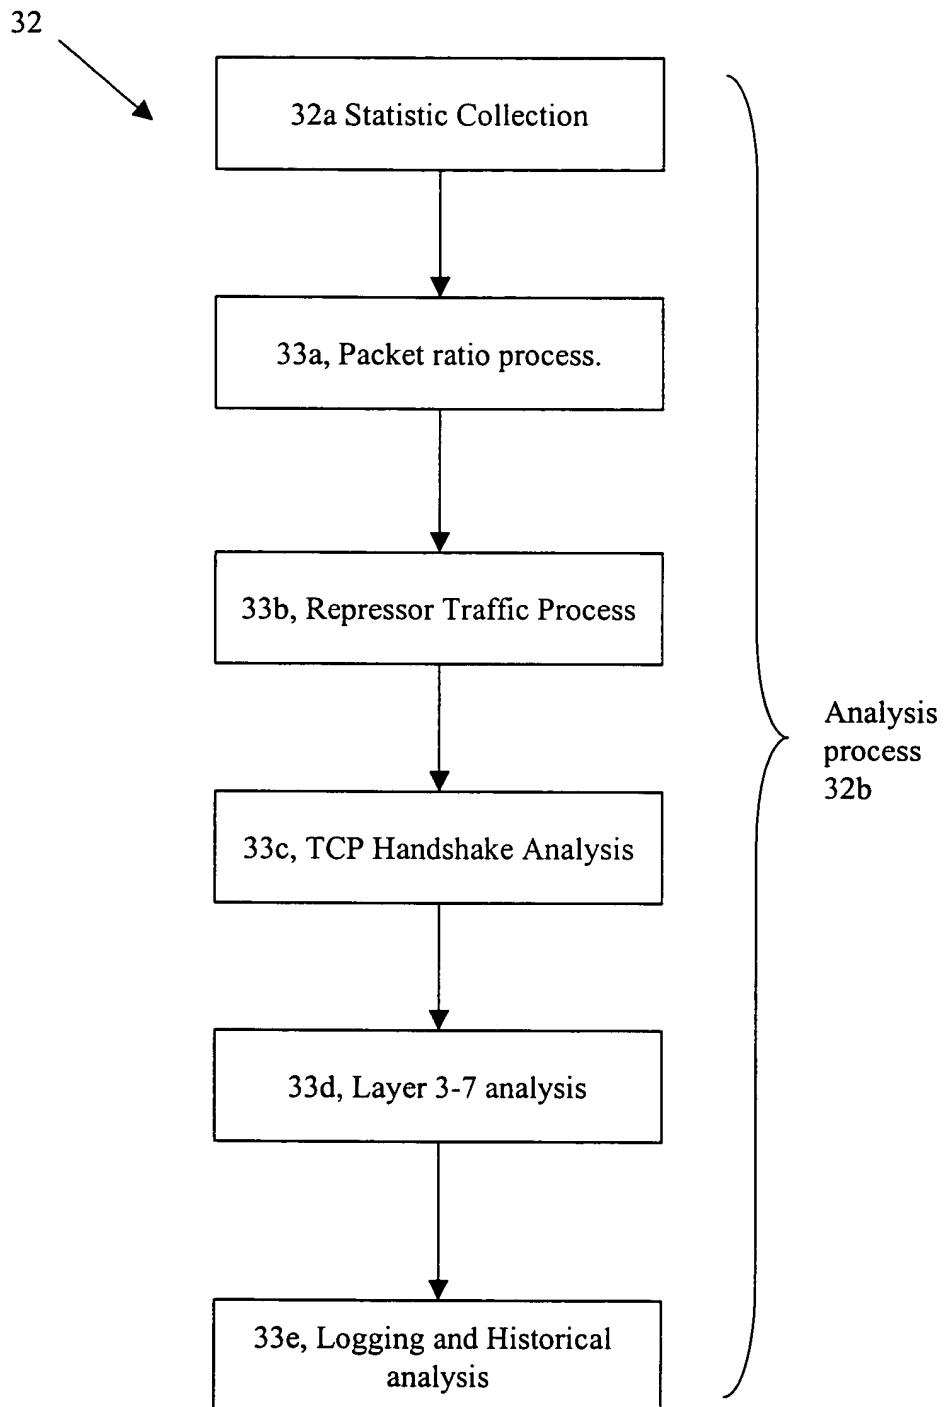 32
32a Statistic Collection
33a, Packet ratio process.
33b, Repressor Traffic Process
33c, TCP Handshake Analysis
Analysis
process
32b
33d, Layer 3-7 analysis
33e, Logging and Historical
analysis